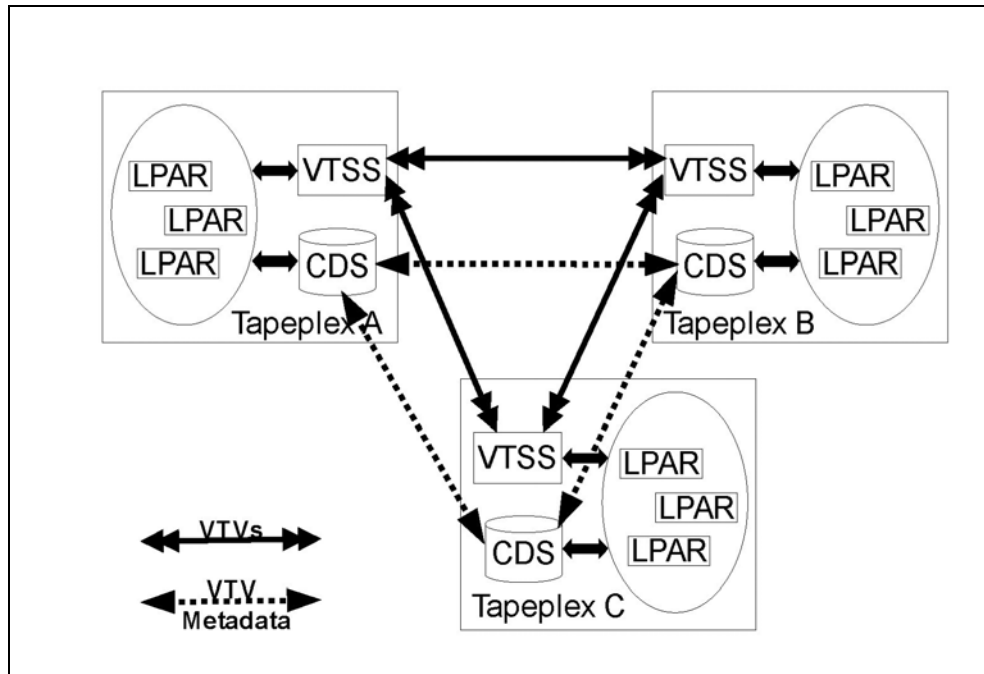 LPAR
LPAR
LPAR
VTSS
CDS
Tapeplex A
VTSS
CDS
LPAR
LPAR
LPAR
Tapeplex B
VTSS
CDS
LPAR
LPAR
LPAR
Tapeplex C
VTVs
VTV
Metadata